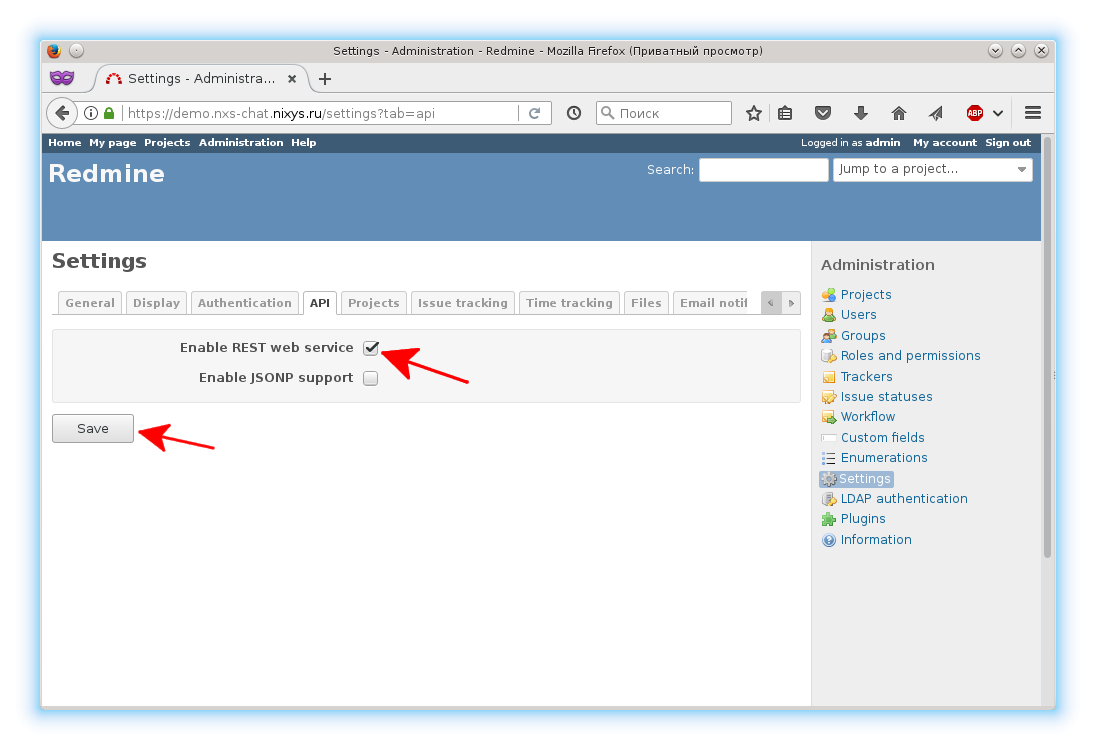 Settings - Administration - Redmine - Mozilla Firefox (Приватный просмотр)
Settings - Administra...
https://demo.nxs-chat.nixys.ru/settings?tab=api
Поиск
ABP
Home My page Projects Administration Help
Logged in as admin My account Sign out
Redmine
Search:
Jump to a project...
Settings
General Display Authentication API Projects Issue tracking Time tracking Files Email notif
Enable REST web service
Enable JSONP support
Save
Administration
Projects
Users
Groups
Roles and permissions
Trackers
Issue statuses
Workflow
Custom fields
Enumerations
Settings
LDAP authentication
Plugins
Information